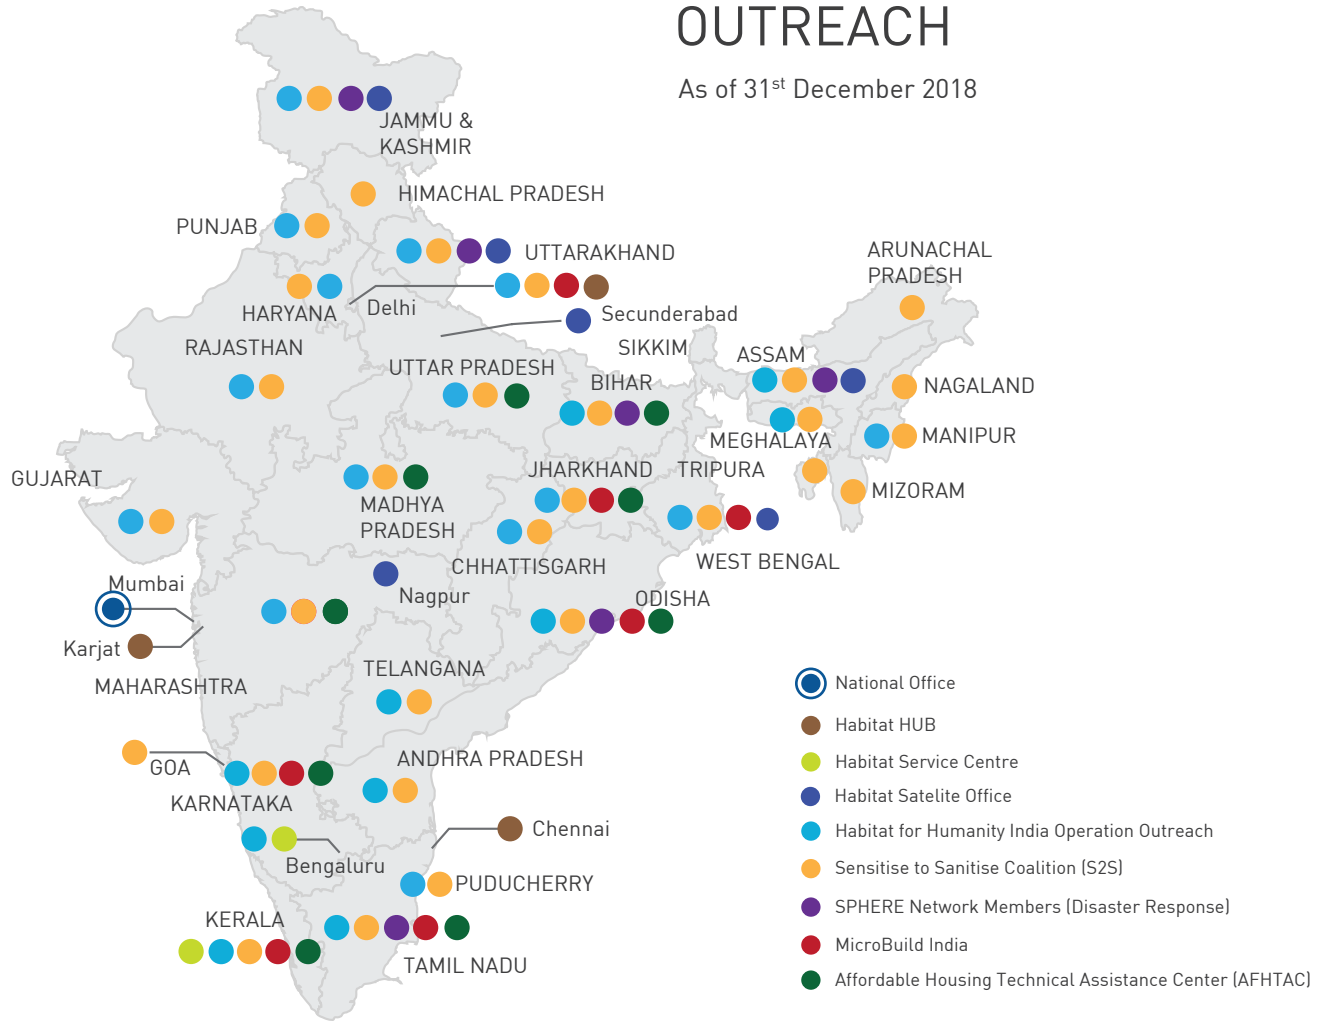 OUTREACH
As of 31st December 2018
JAMMU &
KASHMIR
HIMACHAL PRADESH
PUNJAB
UTTARAKHAND
ARUNACHAL
PRADESH
HARYANA
Delhi
Secunderabad
RAJASTHAN
SIKKIM
ASSAM
UTTAR PRADESH
BIHAR
NAGALAND
MEGHALAYA
MANIPUR
GUJARAT
JHARKHAND
TRIPURA
MIZORAM
MADHYA
PRADESH
CHHATTISGARH
WEST BENGAL
Mumbai
Nagpur
ODISHA
Karjat
MAHARASHTRA
TELANGANA
GOA
ANDHRA PRADESH
KARNATAKA
Chennai
Bengaluru
PUDUCHERRY
KERALA
TAMIL NADU
National Office
Habitat HUB
Habitat Service Centre
Habitat Satelite Office
Habitat for Humanity India Operation Outreach
Sensitise to Sanitise Coalition (S2S)
SPHERE Network Members (Disaster Response)
MicroBuild India
Affordable Housing Technical Assistance Center (AFHTAC)